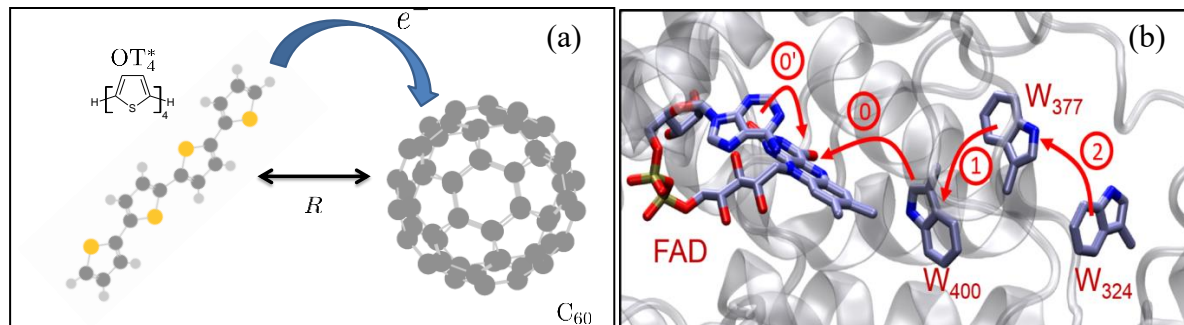 e⁻
(a)
OT₄*
H[S]₄H
R
C₆₀
(b)
0'
0
1
2
W₃₇₇
FAD
W₄₀₀
W₃₂₄